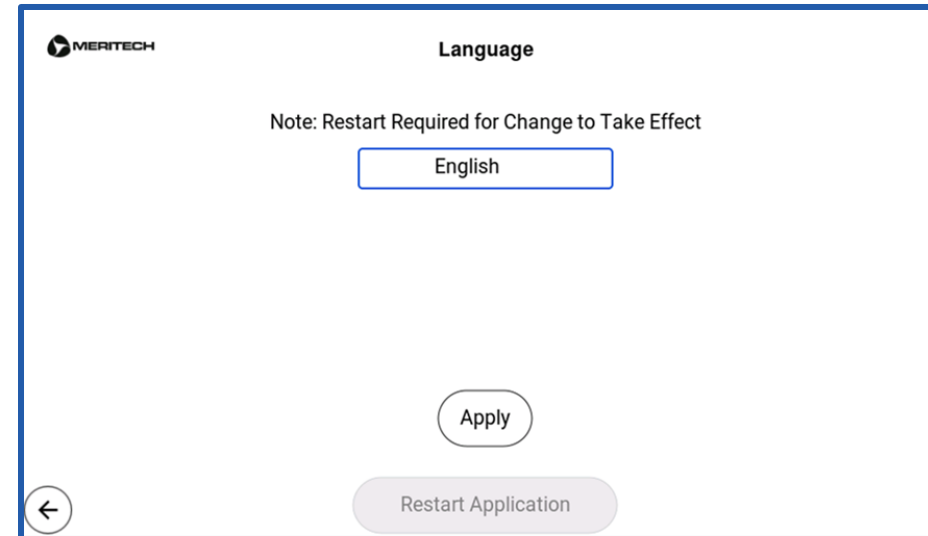 MERITECH
Language
Note: Restart Required for Change to Take Effect
English
Apply
Restart Application